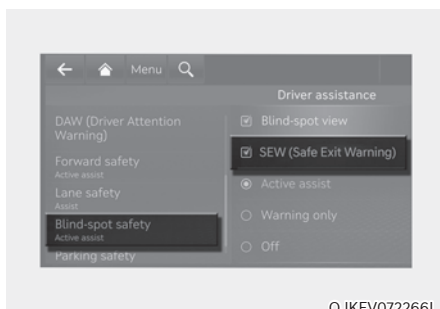 Menu
Driver assistance
DAW (Driver Attention
Warning)
Forward safety
Active assist
Lane safety
Assist
Blind-spot safety
Active assist
Parking safety
Blind-spot view
SEW (Safe Exit Warning)
Active assist
Warning only
Off